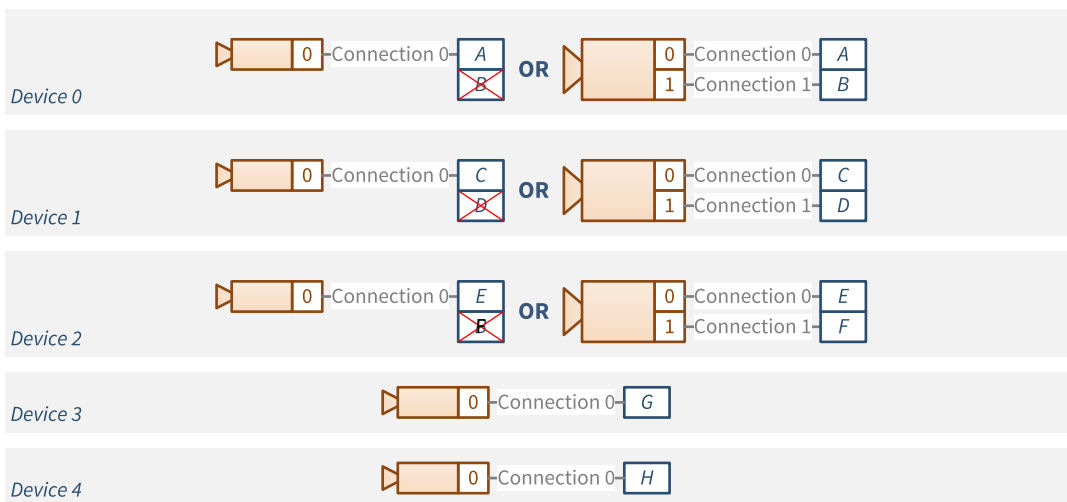 0 Connection 0 A OR 0 Connection 0 A
B 1 Connection 1 B
Device 0
0 Connection 0 C OR 0 Connection 0 C
D 1 Connection 1 D
Device 1
0 Connection 0 E OR 0 Connection 0 E
1 Connection 1 F
Device 2
0 Connection 0 G
Device 3
0 Connection 0 H
Device 4